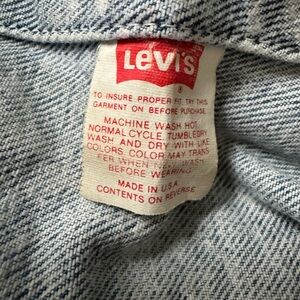 LEVI'S
®
TO INSURE PROPER FIT, TRY THIS
GARMENT ON BEFORE PURCHASE.
MACHINE WASH HOT,
NORMAL CYCLE, TUMBLE DRY.
WASH AND DRY WITH LIKE
COLORS. COLOR MAY TRANS
FER WHEN NEW. WASH
BEFORE WEARING.
MADE IN U.S.A.
CONTENTS ON REVERSE